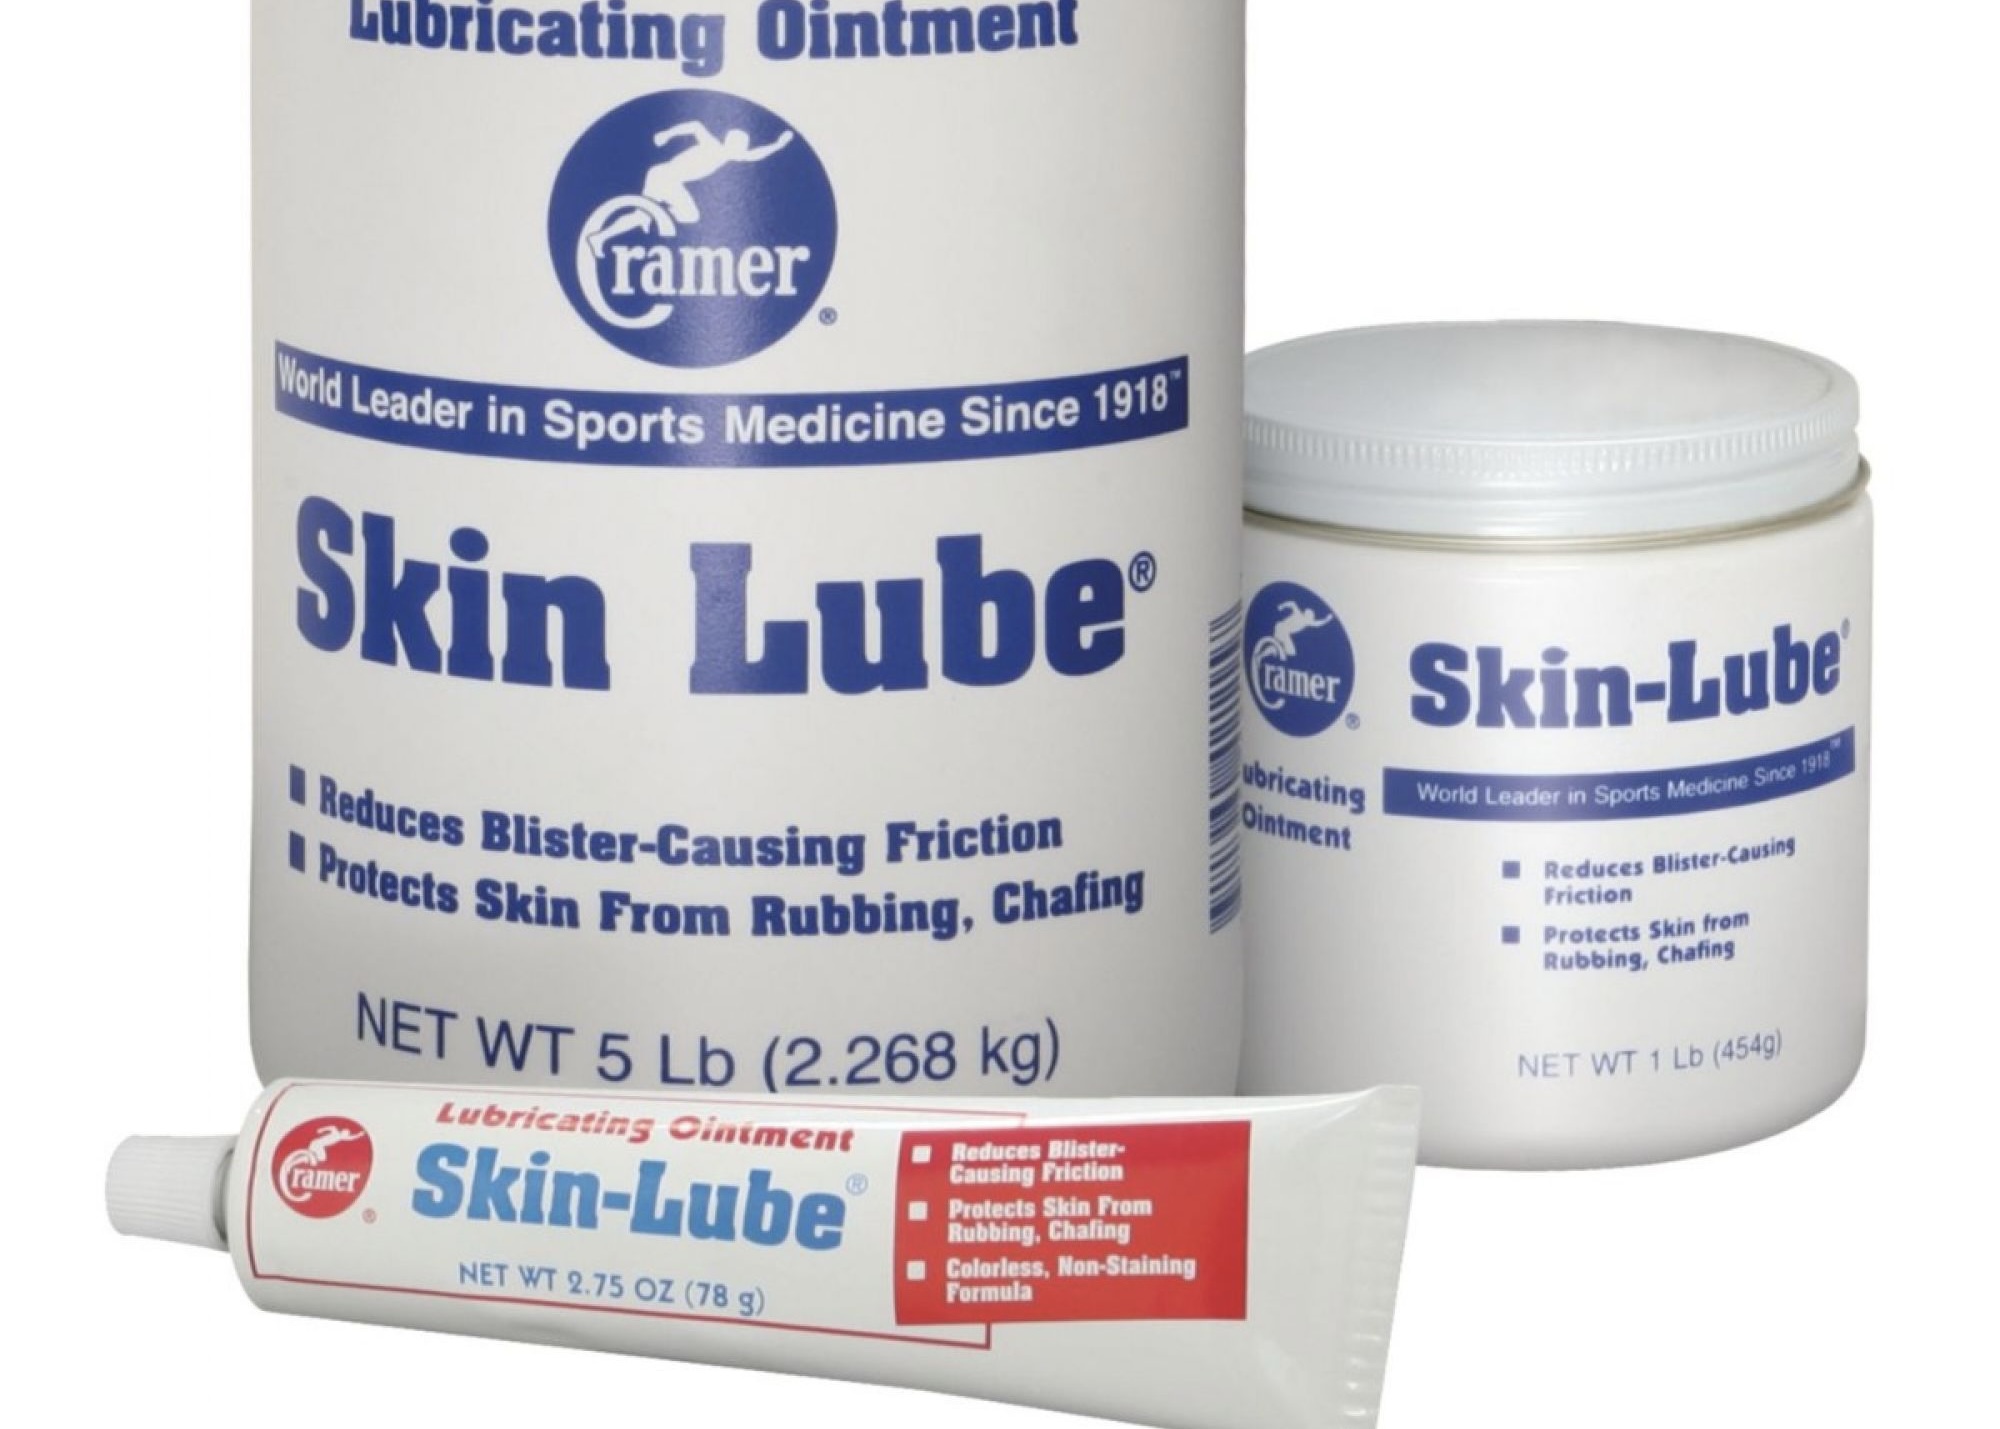 Lubricating Ointment
Cramer®
World Leader in Sports Medicine Since 1918™
Skin Lube®
■ Reduces Blister-Causing Friction
■ Protects Skin From Rubbing, Chafing
NET WT 5 Lb (2.268 kg)
Cramer®
ubricating
Ointment
Skin-Lube®
World Leader in Sports Medicine Since 1918™
■ Reduces Blister-Causing
Friction
■ Protects Skin from
Rubbing, Chafing
NET WT 1 Lb (454g)
Cramer®
Lubricating Ointment
Skin-Lube®
NET WT 2.75 OZ (78 g)
■ Reduces Blister-
Causing Friction
■ Protects Skin From
Rubbing, Chafing
■ Colorless, Non-Staining
Formula